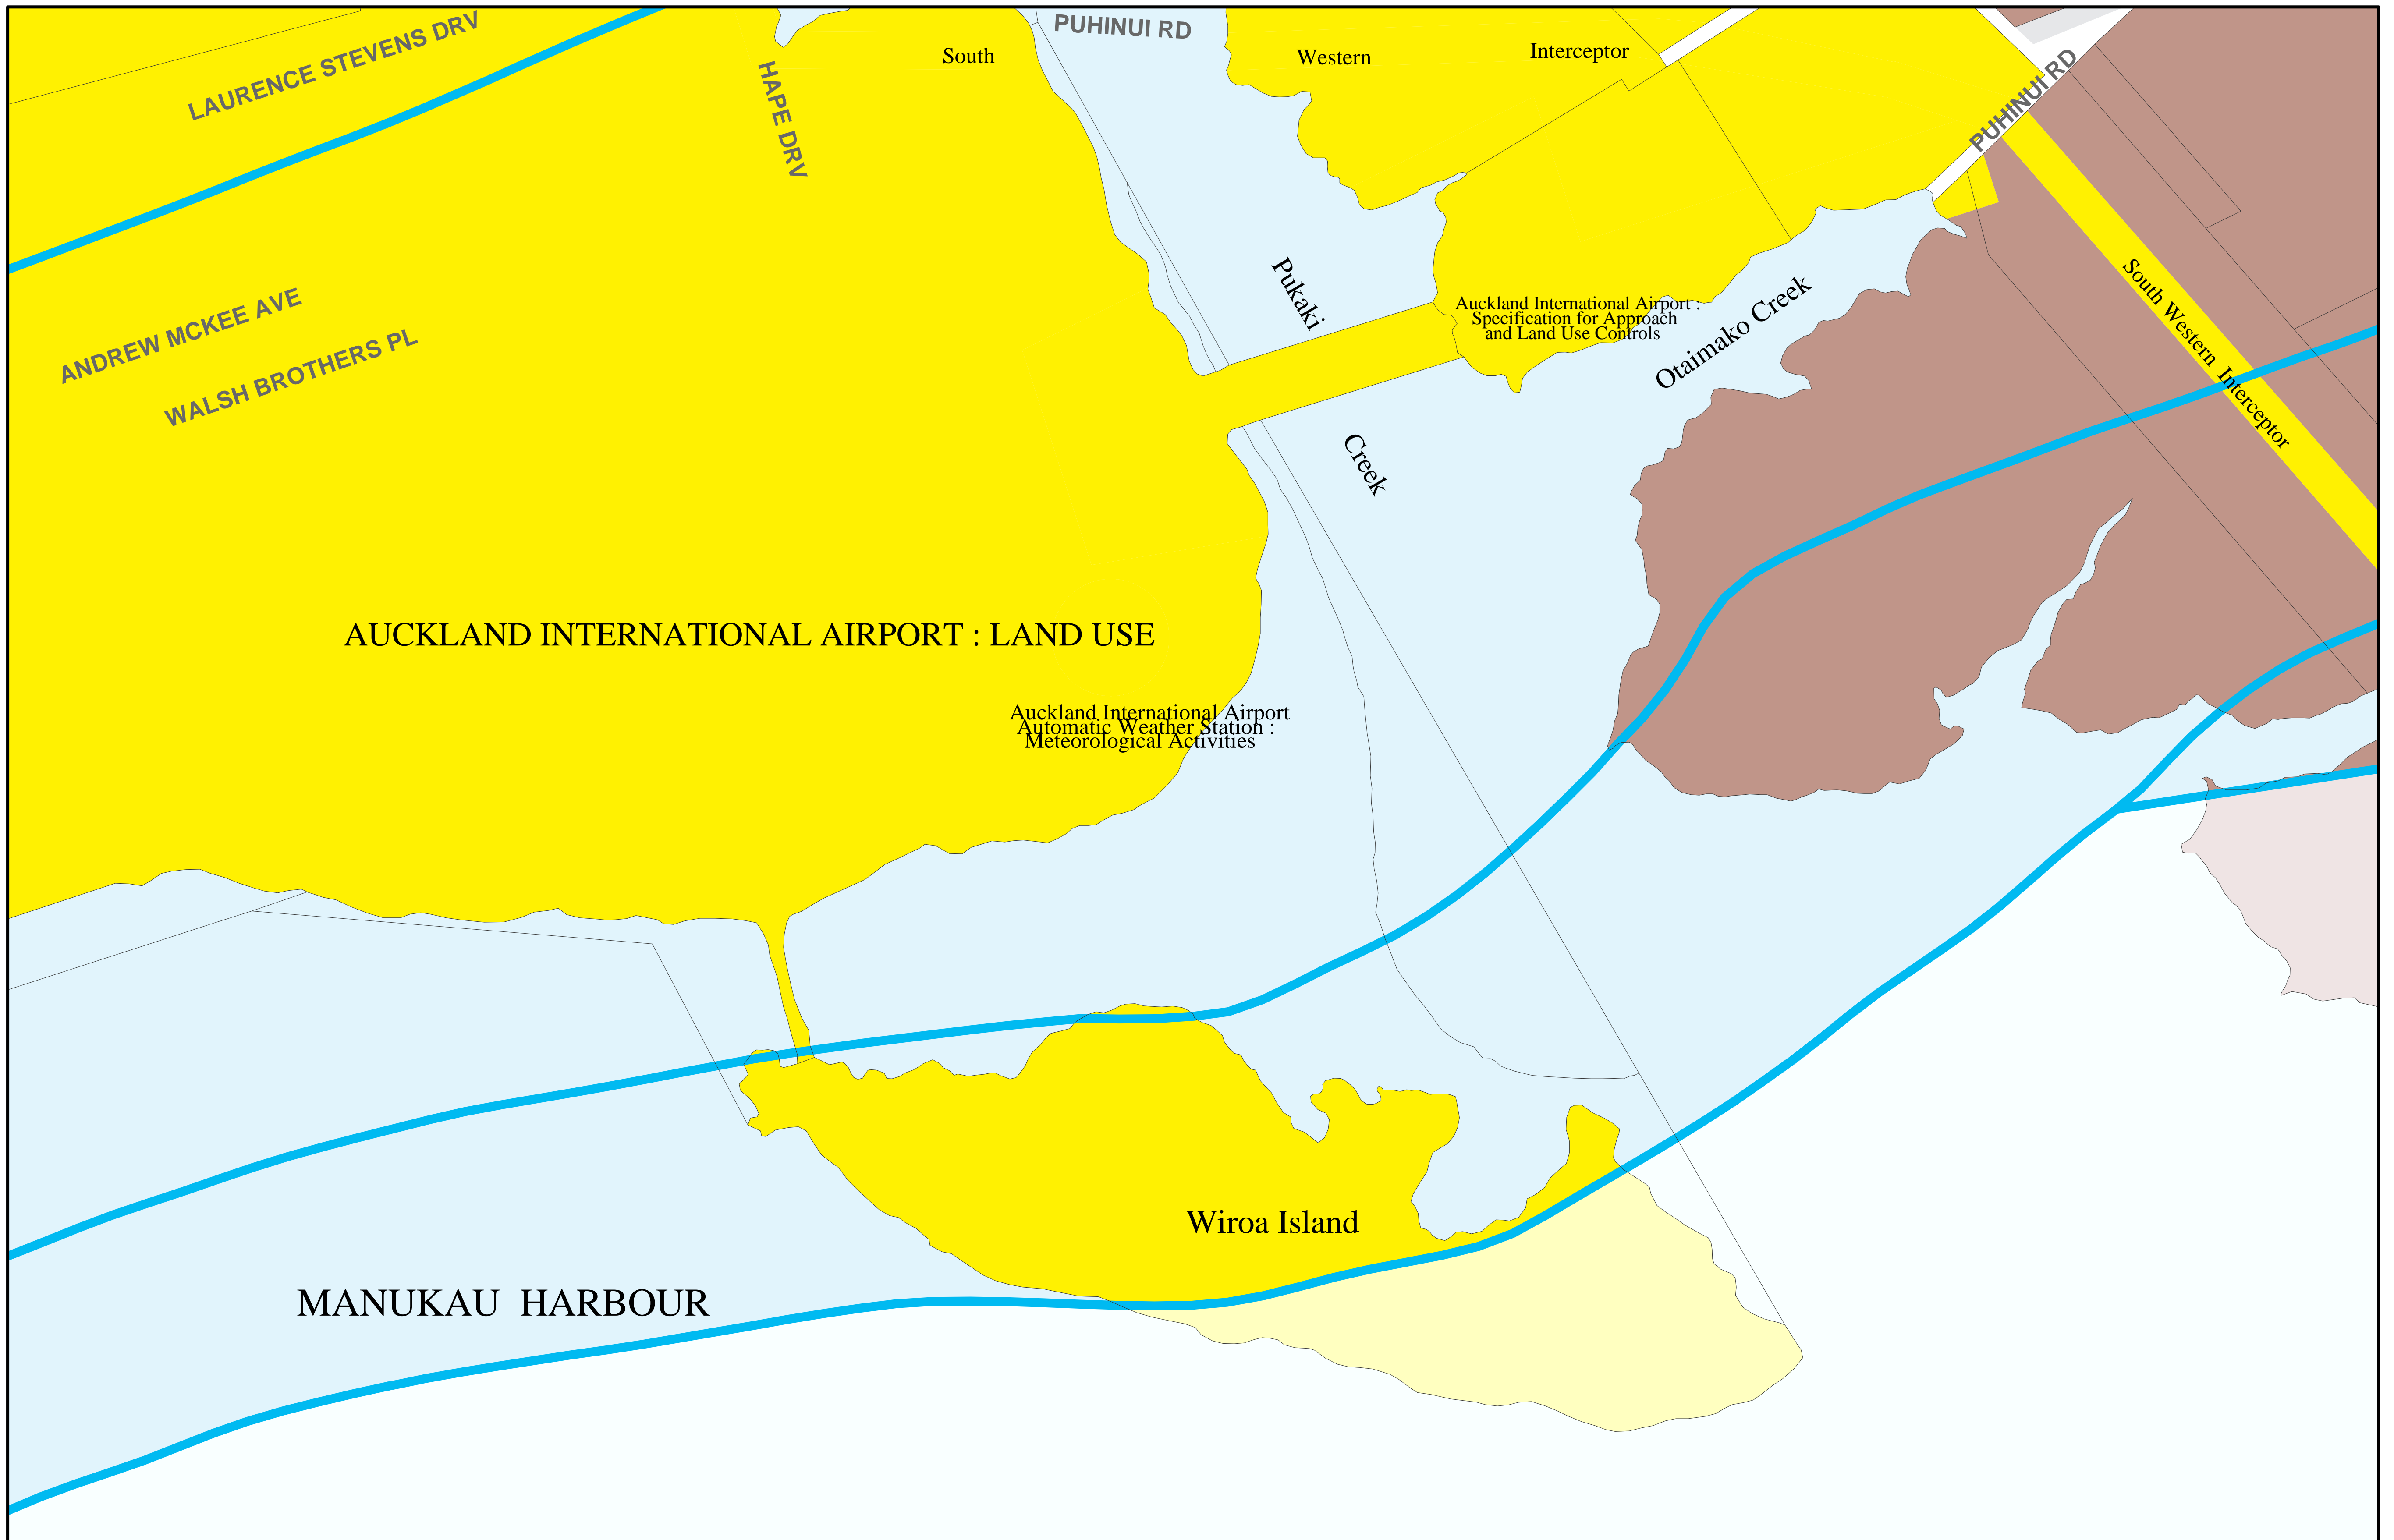 LAURENCE STEVENS DRV
PUHINUI RD
South
Western
Interceptor
HAPE DRV
PUHINUI RD
ANDREW MCKEE AVE
WALSH BROTHERS PL
Pukaki
Creek
Auckland International Airport :
Specification for Approach
and Land Use Controls
Otaimako Creek
South Western Interceptor
AUCKLAND INTERNATIONAL AIRPORT : LAND USE
Auckland International Airport
Automatic Weather Station :
Meteorological Activities
Wiroa Island
MANUKAU HARBOUR